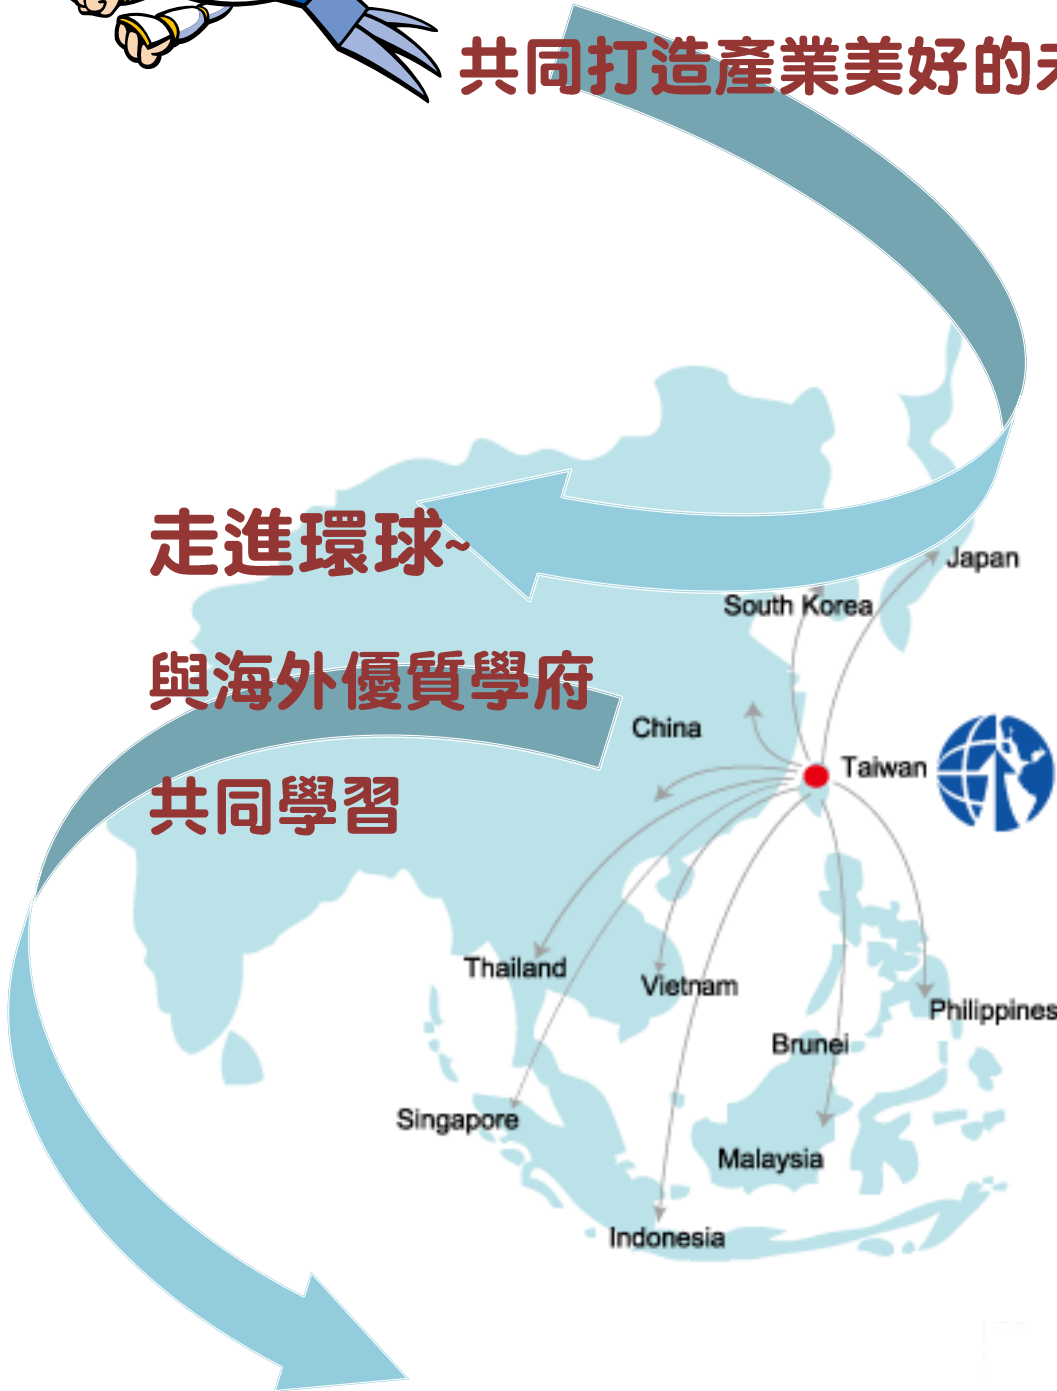 共同打造產業美好的
走進環球~
Japan
South Korea
與海外優質學府
China
Taiwan
共同學習
Thailand
Vietnam
Philippines
Brunei
Singapore
Malaysia
Indonesia